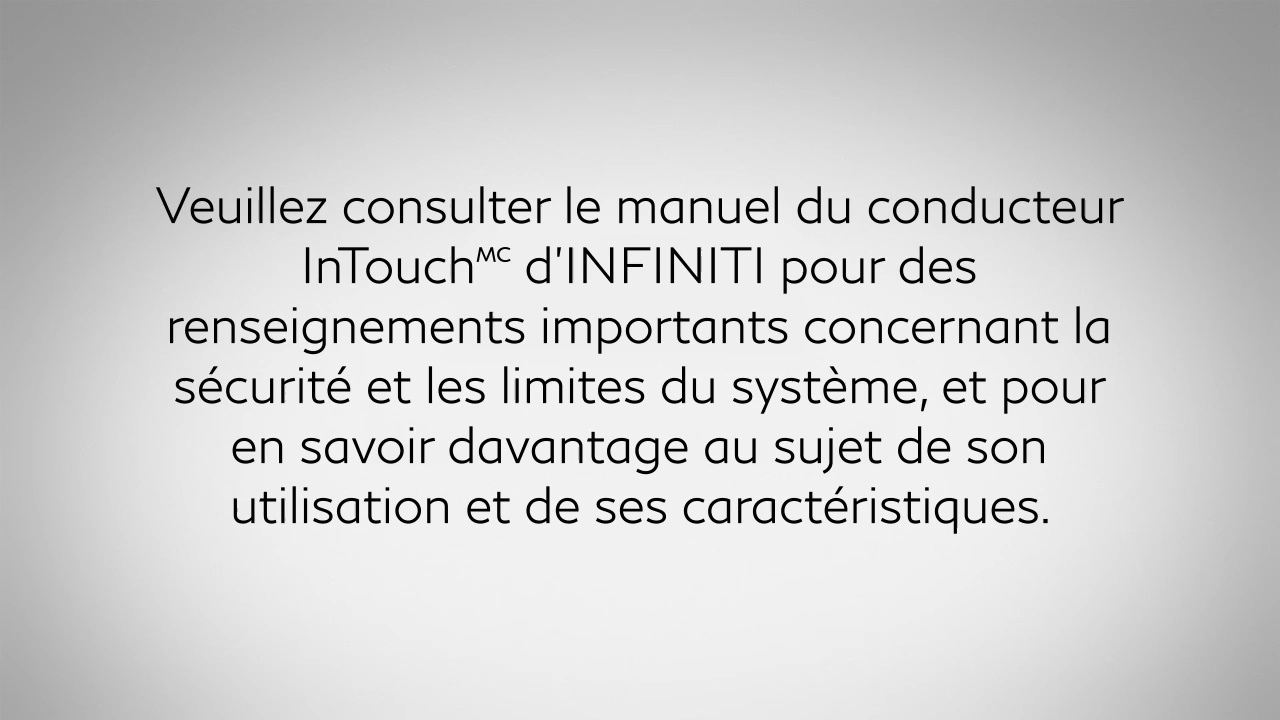 Veuillez consulter le manuel du conducteur
InTouchᴹᶜ d'INFINITI pour des
renseignements importants concernant la
sécurité et les limites du système, et pour
en savoir davantage au sujet de son
utilisation et de ses caractéristiques.